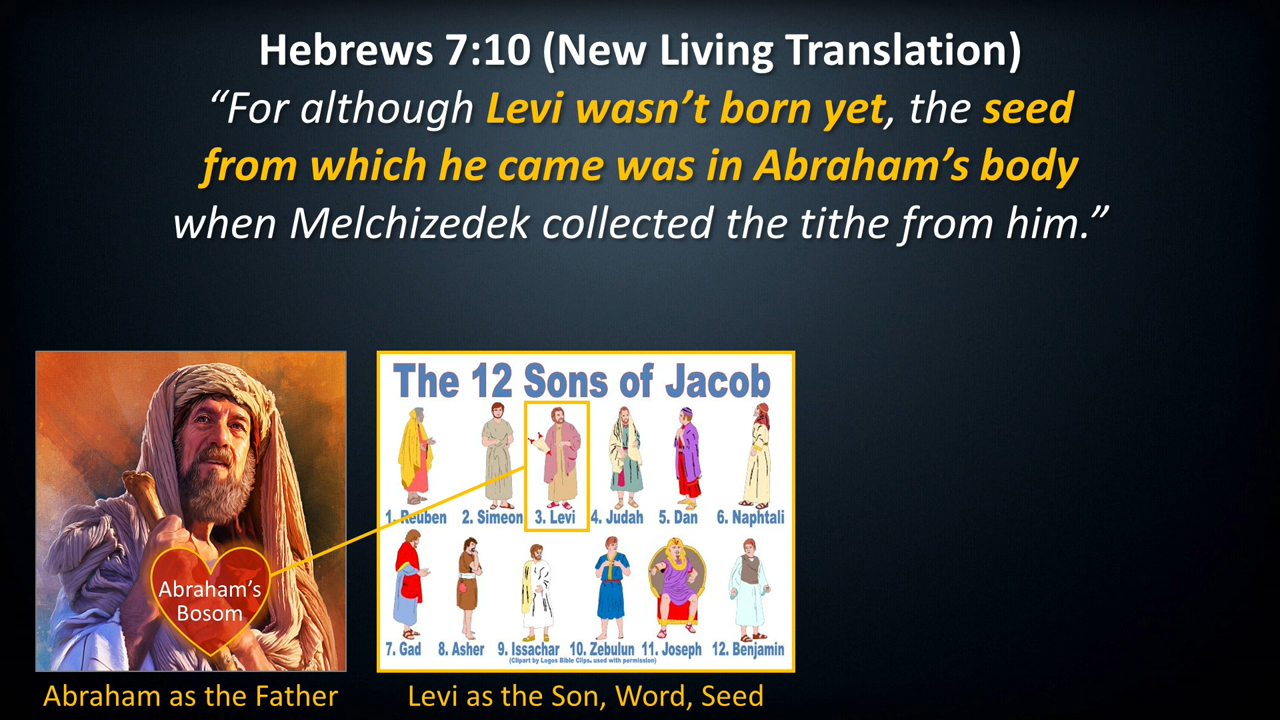 Hebrews 7:10 (New Living Translation)
“For although Levi wasn’t born yet, the seed
from which he came was in Abraham’s body
when Melchizedek collected the tithe from him.”
Abraham’s
Bosom
The 12 Sons of Jacob
1. Reuben 2. Simeon 3. Levi 4. Judah 5. Dan 6. Naphtali
7. Gad 8. Asher 9. Issachar 10. Zebulun 11. Joseph 12. Benjamin
(Clipart by Logos Bible Clips. used with permission)
Abraham as the Father
Levi as the Son, Word, Seed